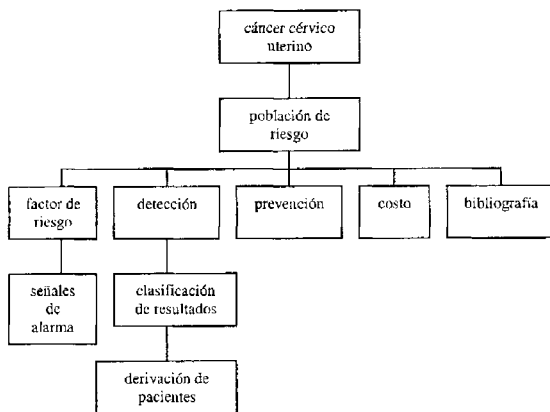 cáncer cérvico
uterino
población de
riesgo
factor de
riesgo
detección
prevención
costo
bibliografía
señales
de
alarma
clasificación
de resultados
derivación de
pacientes